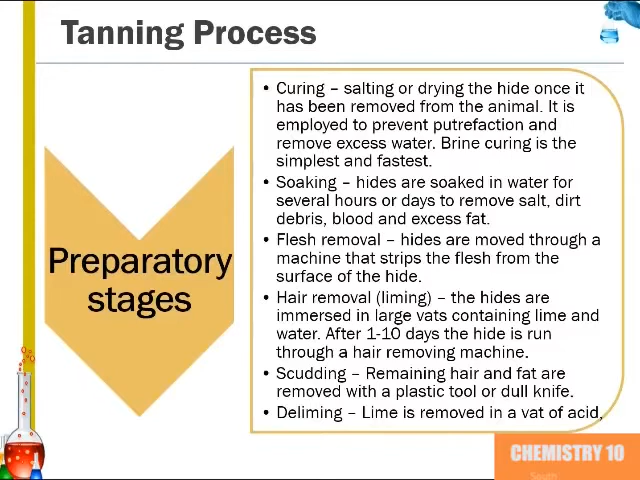 Tanning Process
Preparatory
stages
• Curing – salting or drying the hide once it
has been removed from the animal. It is
employed to prevent putrefaction and
remove excess water. Brine curing is the
simplest and fastest.
• Soaking – hides are soaked in water for
several hours or days to remove salt, dirt
debris, blood and excess fat.
• Flesh removal – hides are moved through a
machine that strips the flesh from the
surface of the hide.
• Hair removal (liming) – the hides are
immersed in large vats containing lime and
water. After 1-10 days the hide is run
through a hair removing machine.
• Scudding – Remaining hair and fat are
removed with a plastic tool or dull knife.
• Deliming – Lime is removed in a vat of acid,
CHEMISTRY 10
South